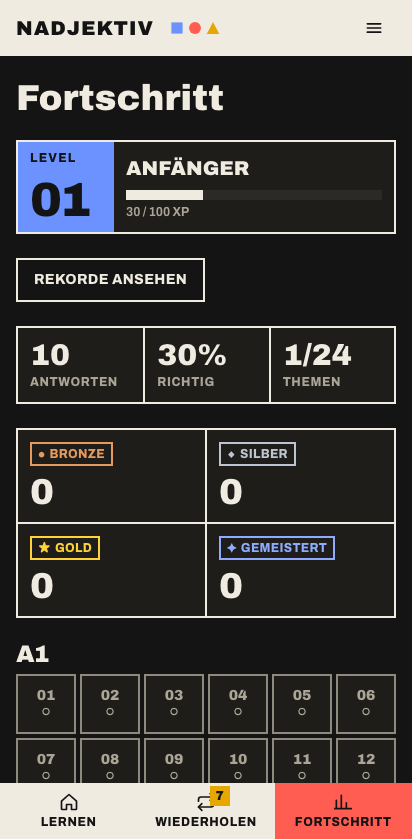 NADJEKTIV
Fortschritt
LEVEL
01
ANFÄNGER
30 / 100 XP
REKORDE ANSEHEN
10
ANTWORTEN
30%
RICHTIG
1/24
THEMEN
BRONZE
0
SILBER
0
GOLD
0
GEMEISTERT
0
A1
01 02 03 04 05 06
07 08 09 10 11 12
7
LERNEN WIEDERHOLEN FORTSCHRITT